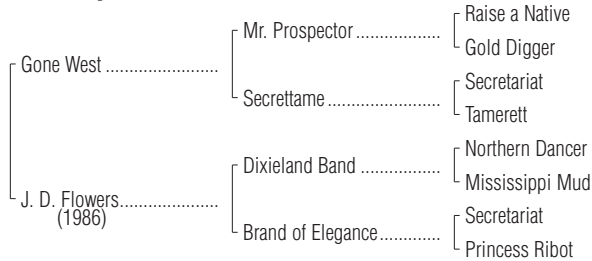 Raise a Native
Mr. Prospector ..................
Gold Digger
Gone West ........................
Secretariat
Secrettame ........................
Tamerett
Northern Dancer
Dixieland Band .................
Mississippi Mud
J. D. Flowers.....................
(1986)
Secretariat
Brand of Elegance.............
Princess Ribot